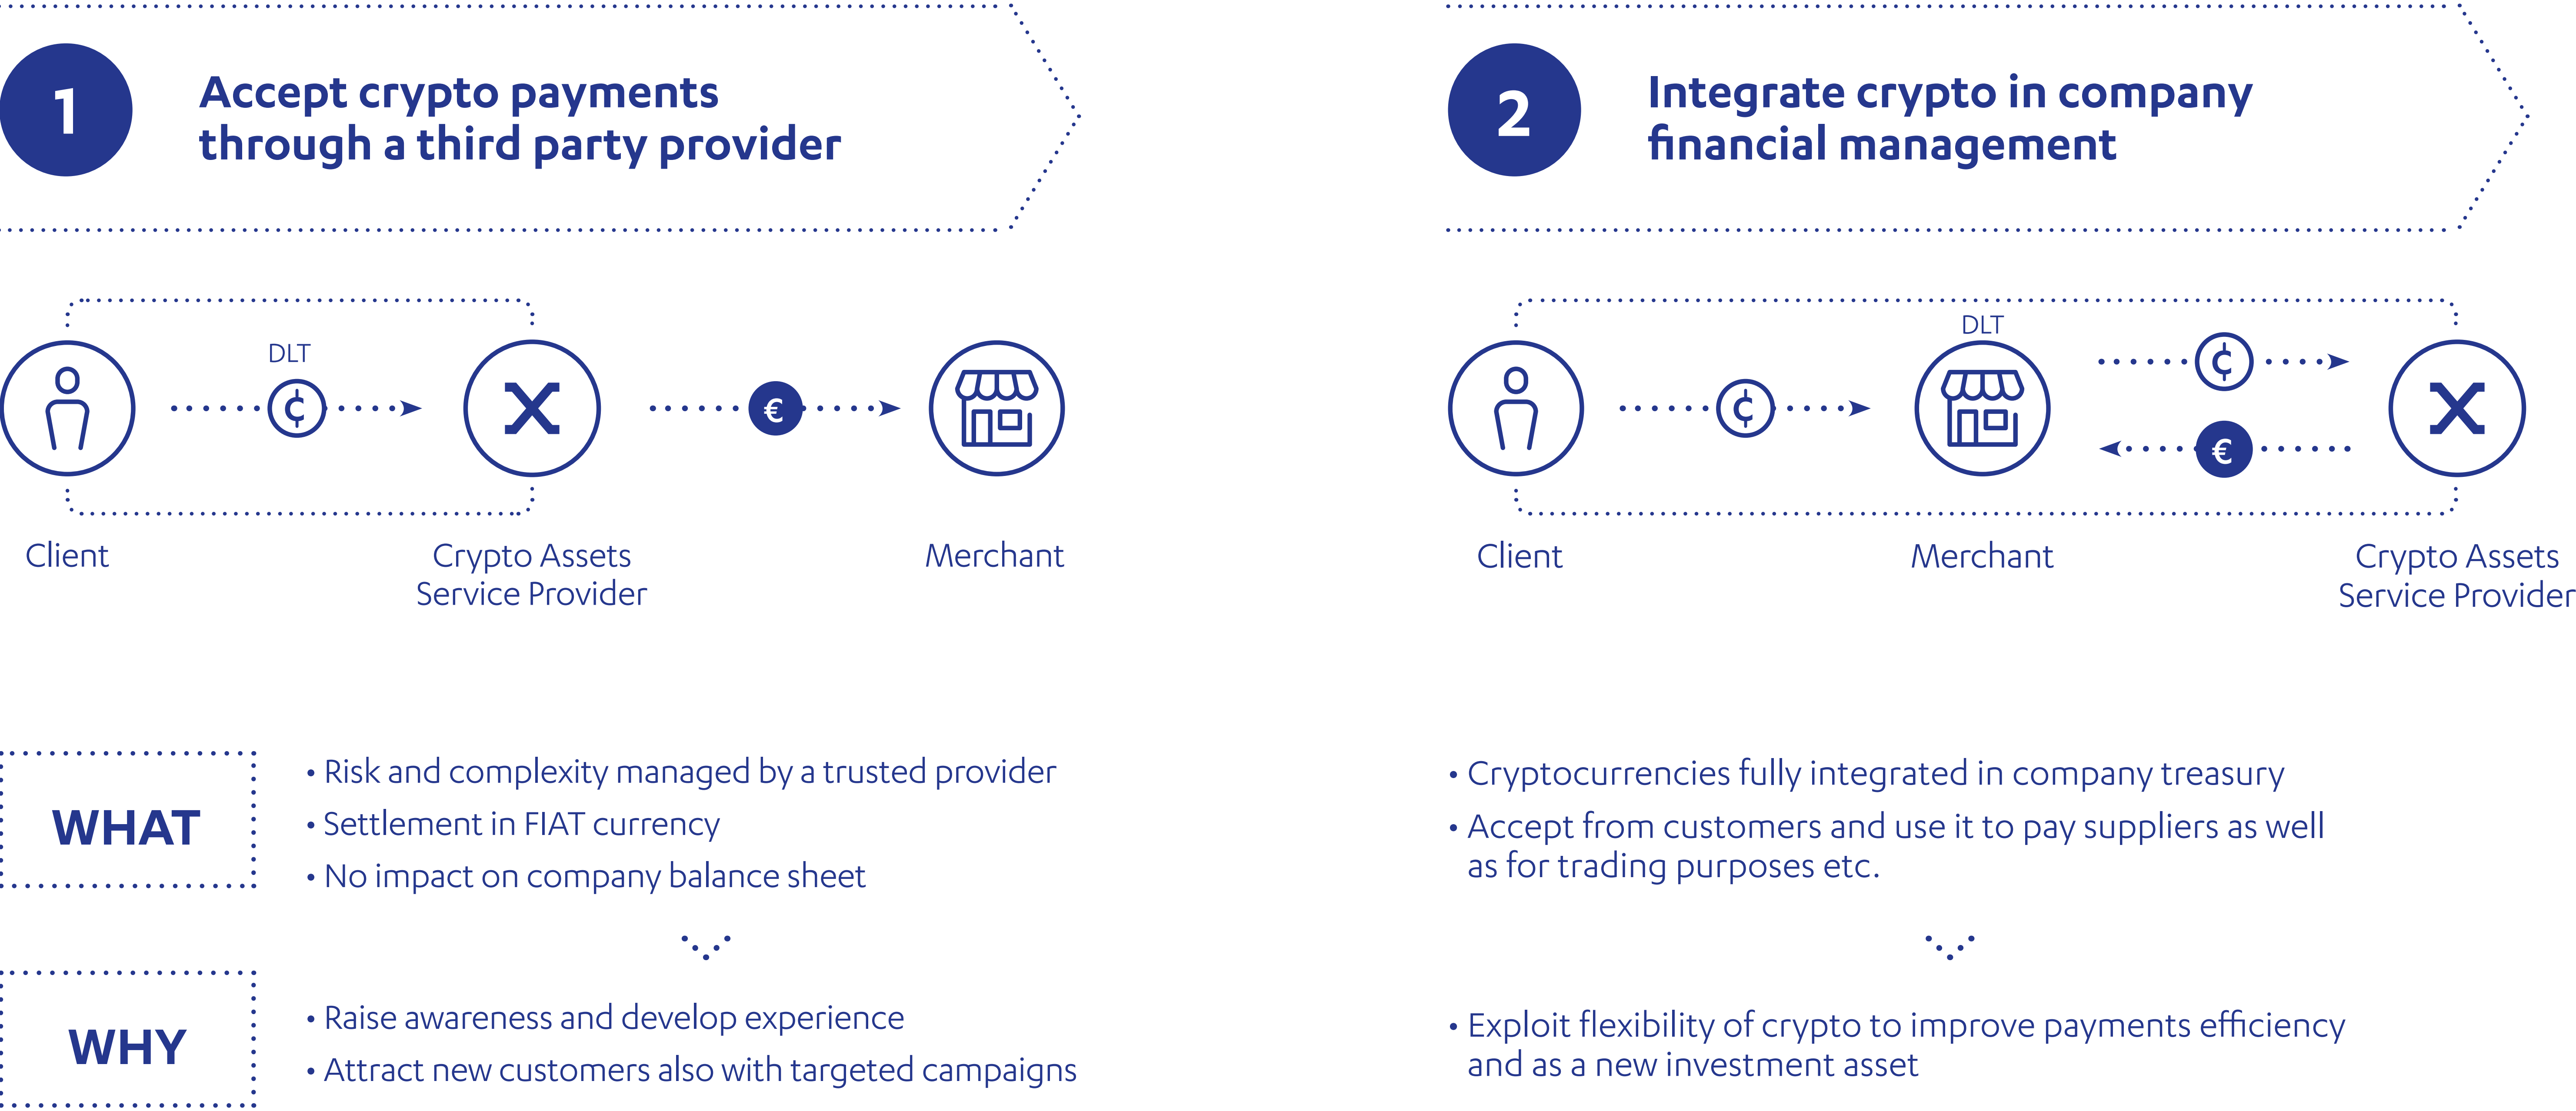 1
Accept crypto payments
through a third party provider
DLT
¢
€
Client
Crypto Assets
Service Provider
Merchant
2
Integrate crypto in company
financial management
DLT
¢
¢
€
Client
Merchant
Crypto Assets
Service Provider
WHAT
• Risk and complexity managed by a trusted provider
• Settlement in FIAT currency
• No impact on company balance sheet
• Cryptocurrencies fully integrated in company treasury
• Accept from customers and use it to pay suppliers as well
as for trading purposes etc.
WHY
• Raise awareness and develop experience
• Attract new customers also with targeted campaigns
• Exploit flexibility of crypto to improve payments efficiency
and as a new investment asset